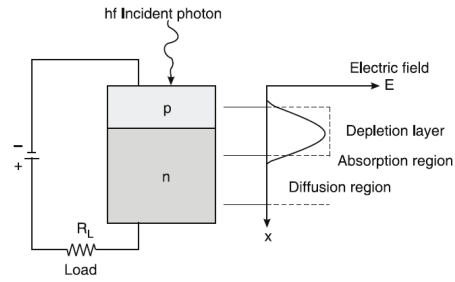 hf Incident photon
Electric field
E
p
Depletion layer
−
+
Absorption region
n
Diffusion region
R_L
x
Load